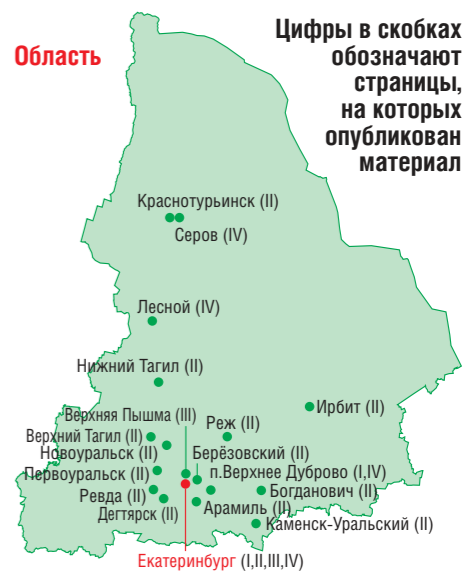 Область
Цифры в скобках
обозначают
страницы,
на которых
опубликован
материал
Краснотурьинск (II)
Серов (IV)
Лесной (IV)
Нижний Тагил (II)
Ирбит (II)
Верхняя Пышма (III)
Реж (II)
Верхний Тагил (II)
Новоуральск (II)
Берёзовский (II)
Первоуральск (II)
п.Верхнее Дуброво (I,IV)
Ревда (II)
Богданович (II)
Дегтярск (II)
Арамиль (II)
Каменск-Уральский (II)
Екатеринбург (I,II,III,IV)